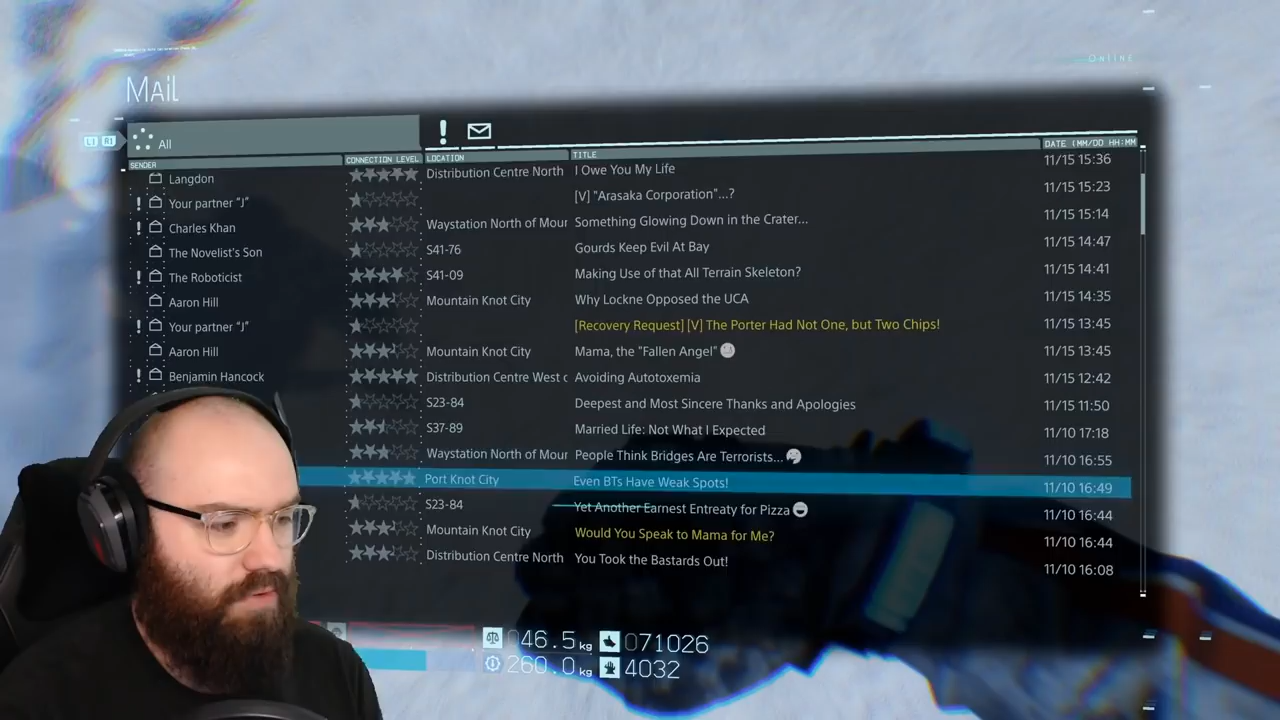 ONLINE
MAil
L1 R1 All
SENDER CONNECTION LEVEL LOCATION TITLE DATE (MM/DD HH:MM
Langdon Distribution Centre North I Owe You My Life 11/15 15:36
Your partner "J" [V] "Arasaka Corporation"...? 11/15 15:23
Charles Khan Waystation North of Moun Something Glowing Down in the Crater... 11/15 15:14
The Novelist's Son S41-76 Gourds Keep Evil At Bay 11/15 14:47
The Roboticist S41-09 Making Use of that All Terrain Skeleton? 11/15 14:41
Aaron Hill Mountain Knot City Why Lockne Opposed the UCA 11/15 14:35
Your partner "J" [Recovery Request] [V] The Porter Had Not One, but Two Chips! 11/15 13:45
Aaron Hill Mountain Knot City Mama, the "Fallen Angel" 11/15 13:45
Benjamin Hancock Distribution Centre West o Avoiding Autotoxemia 11/15 12:42
S23-84 Deepest and Most Sincere Thanks and Apologies 11/15 11:50
S37-89 Married Life: Not What I Expected 11/10 17:18
Waystation North of Moun People Think Bridges Are Terrorists... 11/10 16:55
Port Knot City Even BTs Have Weak Spots! 11/10 16:49
S23-84 Yet Another Earnest Entreaty for Pizza 11/10 16:44
Mountain Knot City Would You Speak to Mama for Me? 11/10 16:44
Distribution Centre North You Took the Bastards Out! 11/10 16:08
046.5 kg 071026
260.0 kg 4032